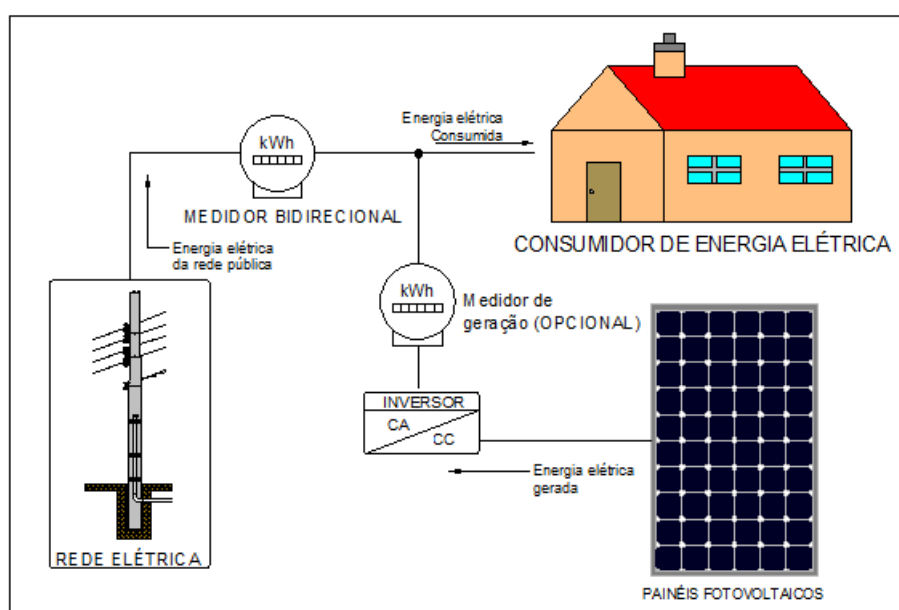 Energia elétrica
Consumida
kWh
MEDIDOR BIDIRECIONAL
CONSUMIDOR DE ENERGIA ELÉTRICA
Energia elétrica
da rede pública
kWh
Medidor de
geração (OPCIONAL)
INVERSOR
CA
CC
Energia elétrica
gerada
REDE ELÉTRICA
PAINÉIS FOTOVOLTAICOS